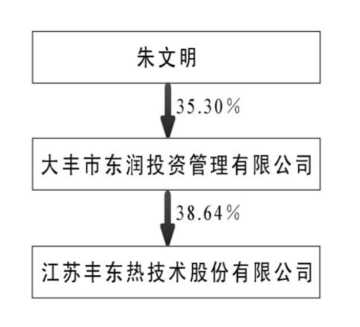 朱文明
35.30%
大丰市东润投资管理有限公司
38.64%
江苏丰东热技术股份有限公司